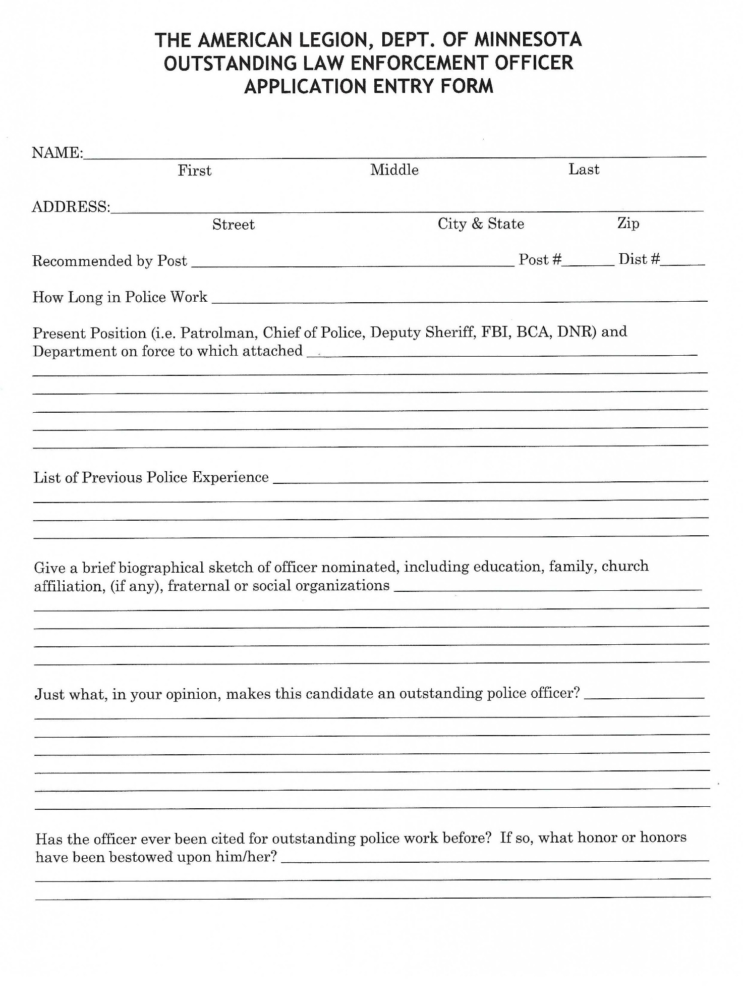 THE AMERICAN LEGION, DEPT. OF MINNESOTA
OUTSTANDING LAW ENFORCEMENT OFFICER
APPLICATION ENTRY FORM
NAME:
First Middle Last
ADDRESS:
Street City & State Zip
Recommended by Post Post # Dist #
How Long in Police Work
Present Position (i.e. Patrolman, Chief of Police, Deputy Sheriff, FBI, BCA, DNR) and
Department on force to which attached
List of Previous Police Experience
Give a brief biographical sketch of officer nominated, including education, family, church
affiliation, (if any), fraternal or social organizations
Just what, in your opinion, makes this candidate an outstanding police officer?
Has the officer ever been cited for outstanding police work before? If so, what honor or honors
have been bestowed upon him/her?